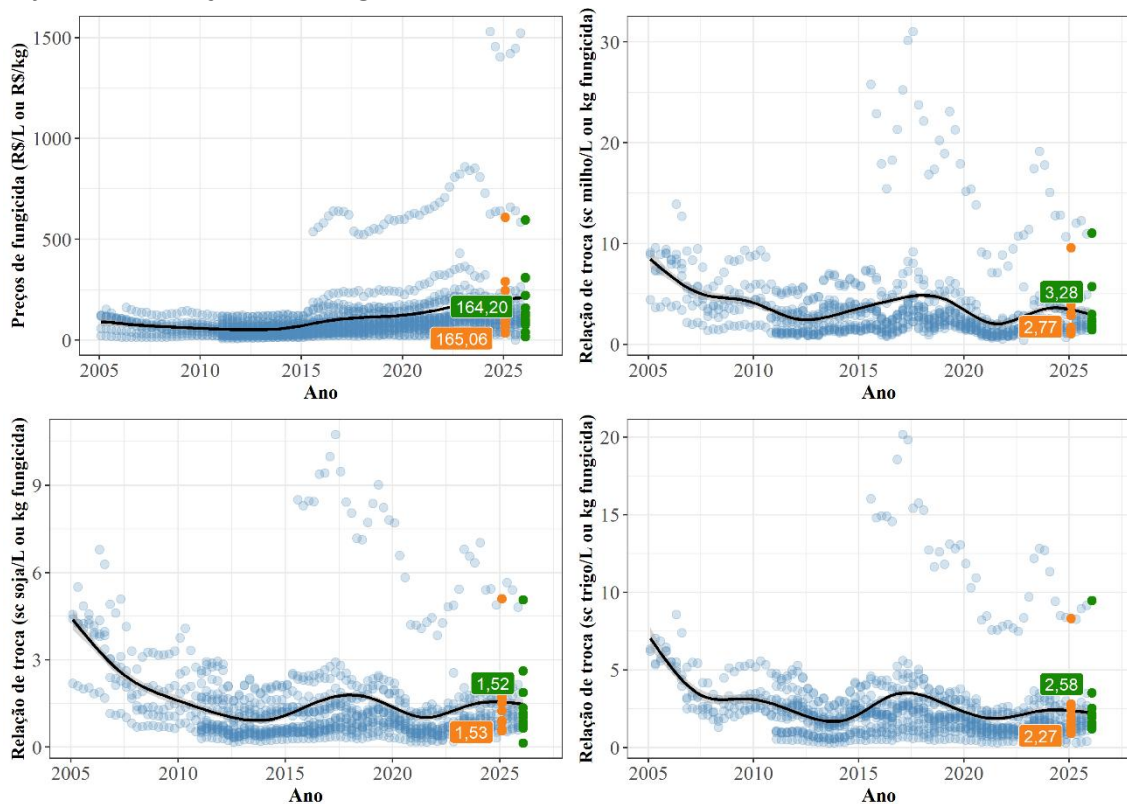 Preços de fungicida (R$/L ou R$/kg)
1500
1000
500
0
164,20
165,06
2005 2010 2015 2020 2025
Ano
Relação de troca (sc milho/L ou kg fungicida)
30
20
10
0
3,28
2,77
2005 2010 2015 2020 2025
Ano
Relação de troca (sc soja/L ou kg fungicida)
9
6
3
0
1,52
1,53
2005 2010 2015 2020 2025
Ano
Relação de troca (sc trigo/L ou kg fungicida)
20
15
10
5
0
2,58
2,27
2005 2010 2015 2020 2025
Ano